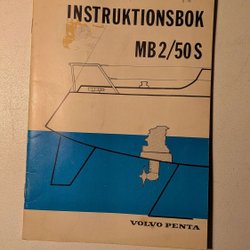 INSTRUKTIONSBOK
MB 2/50 S
VOLVO PENTA